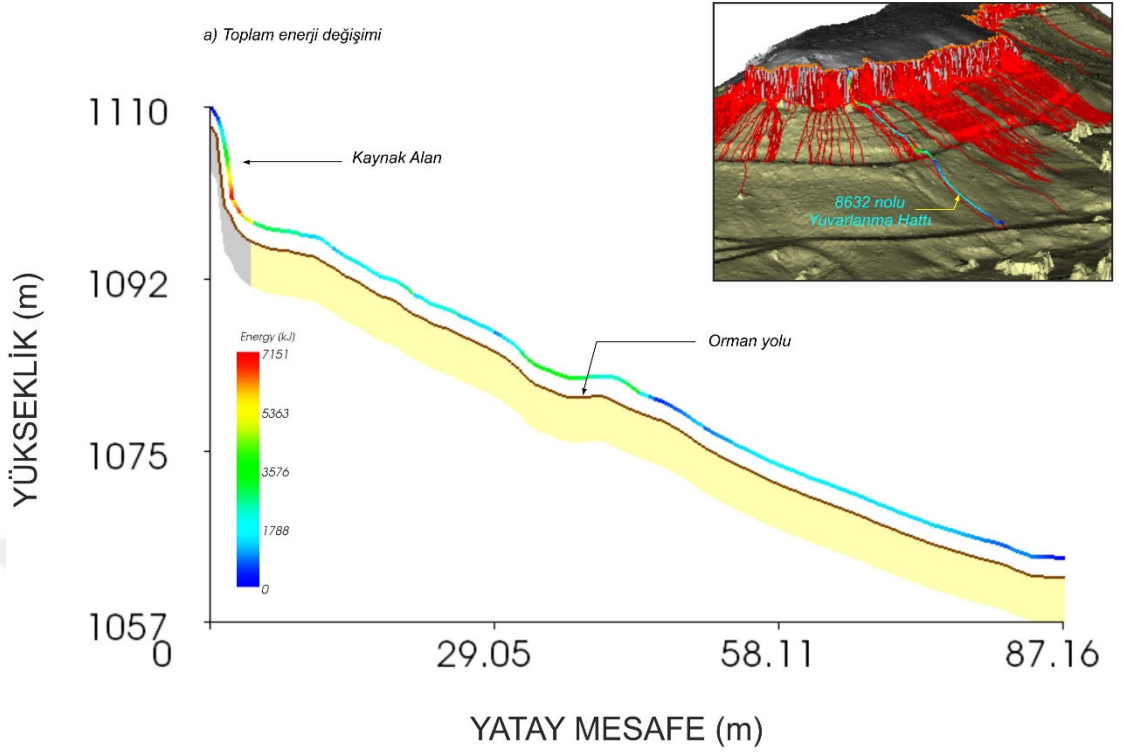 a) Toplam enerji değişimi
8632 nolu
Yuvarlanma Hattı
1110
Kaynak Alan
1092
YÜKSEKLİK (m)
Energy (kJ)
7151
5363
3576
1788
0
Orman yolu
1075
1057
0
29.05
58.11
87.16
YATAY MESAFE (m)